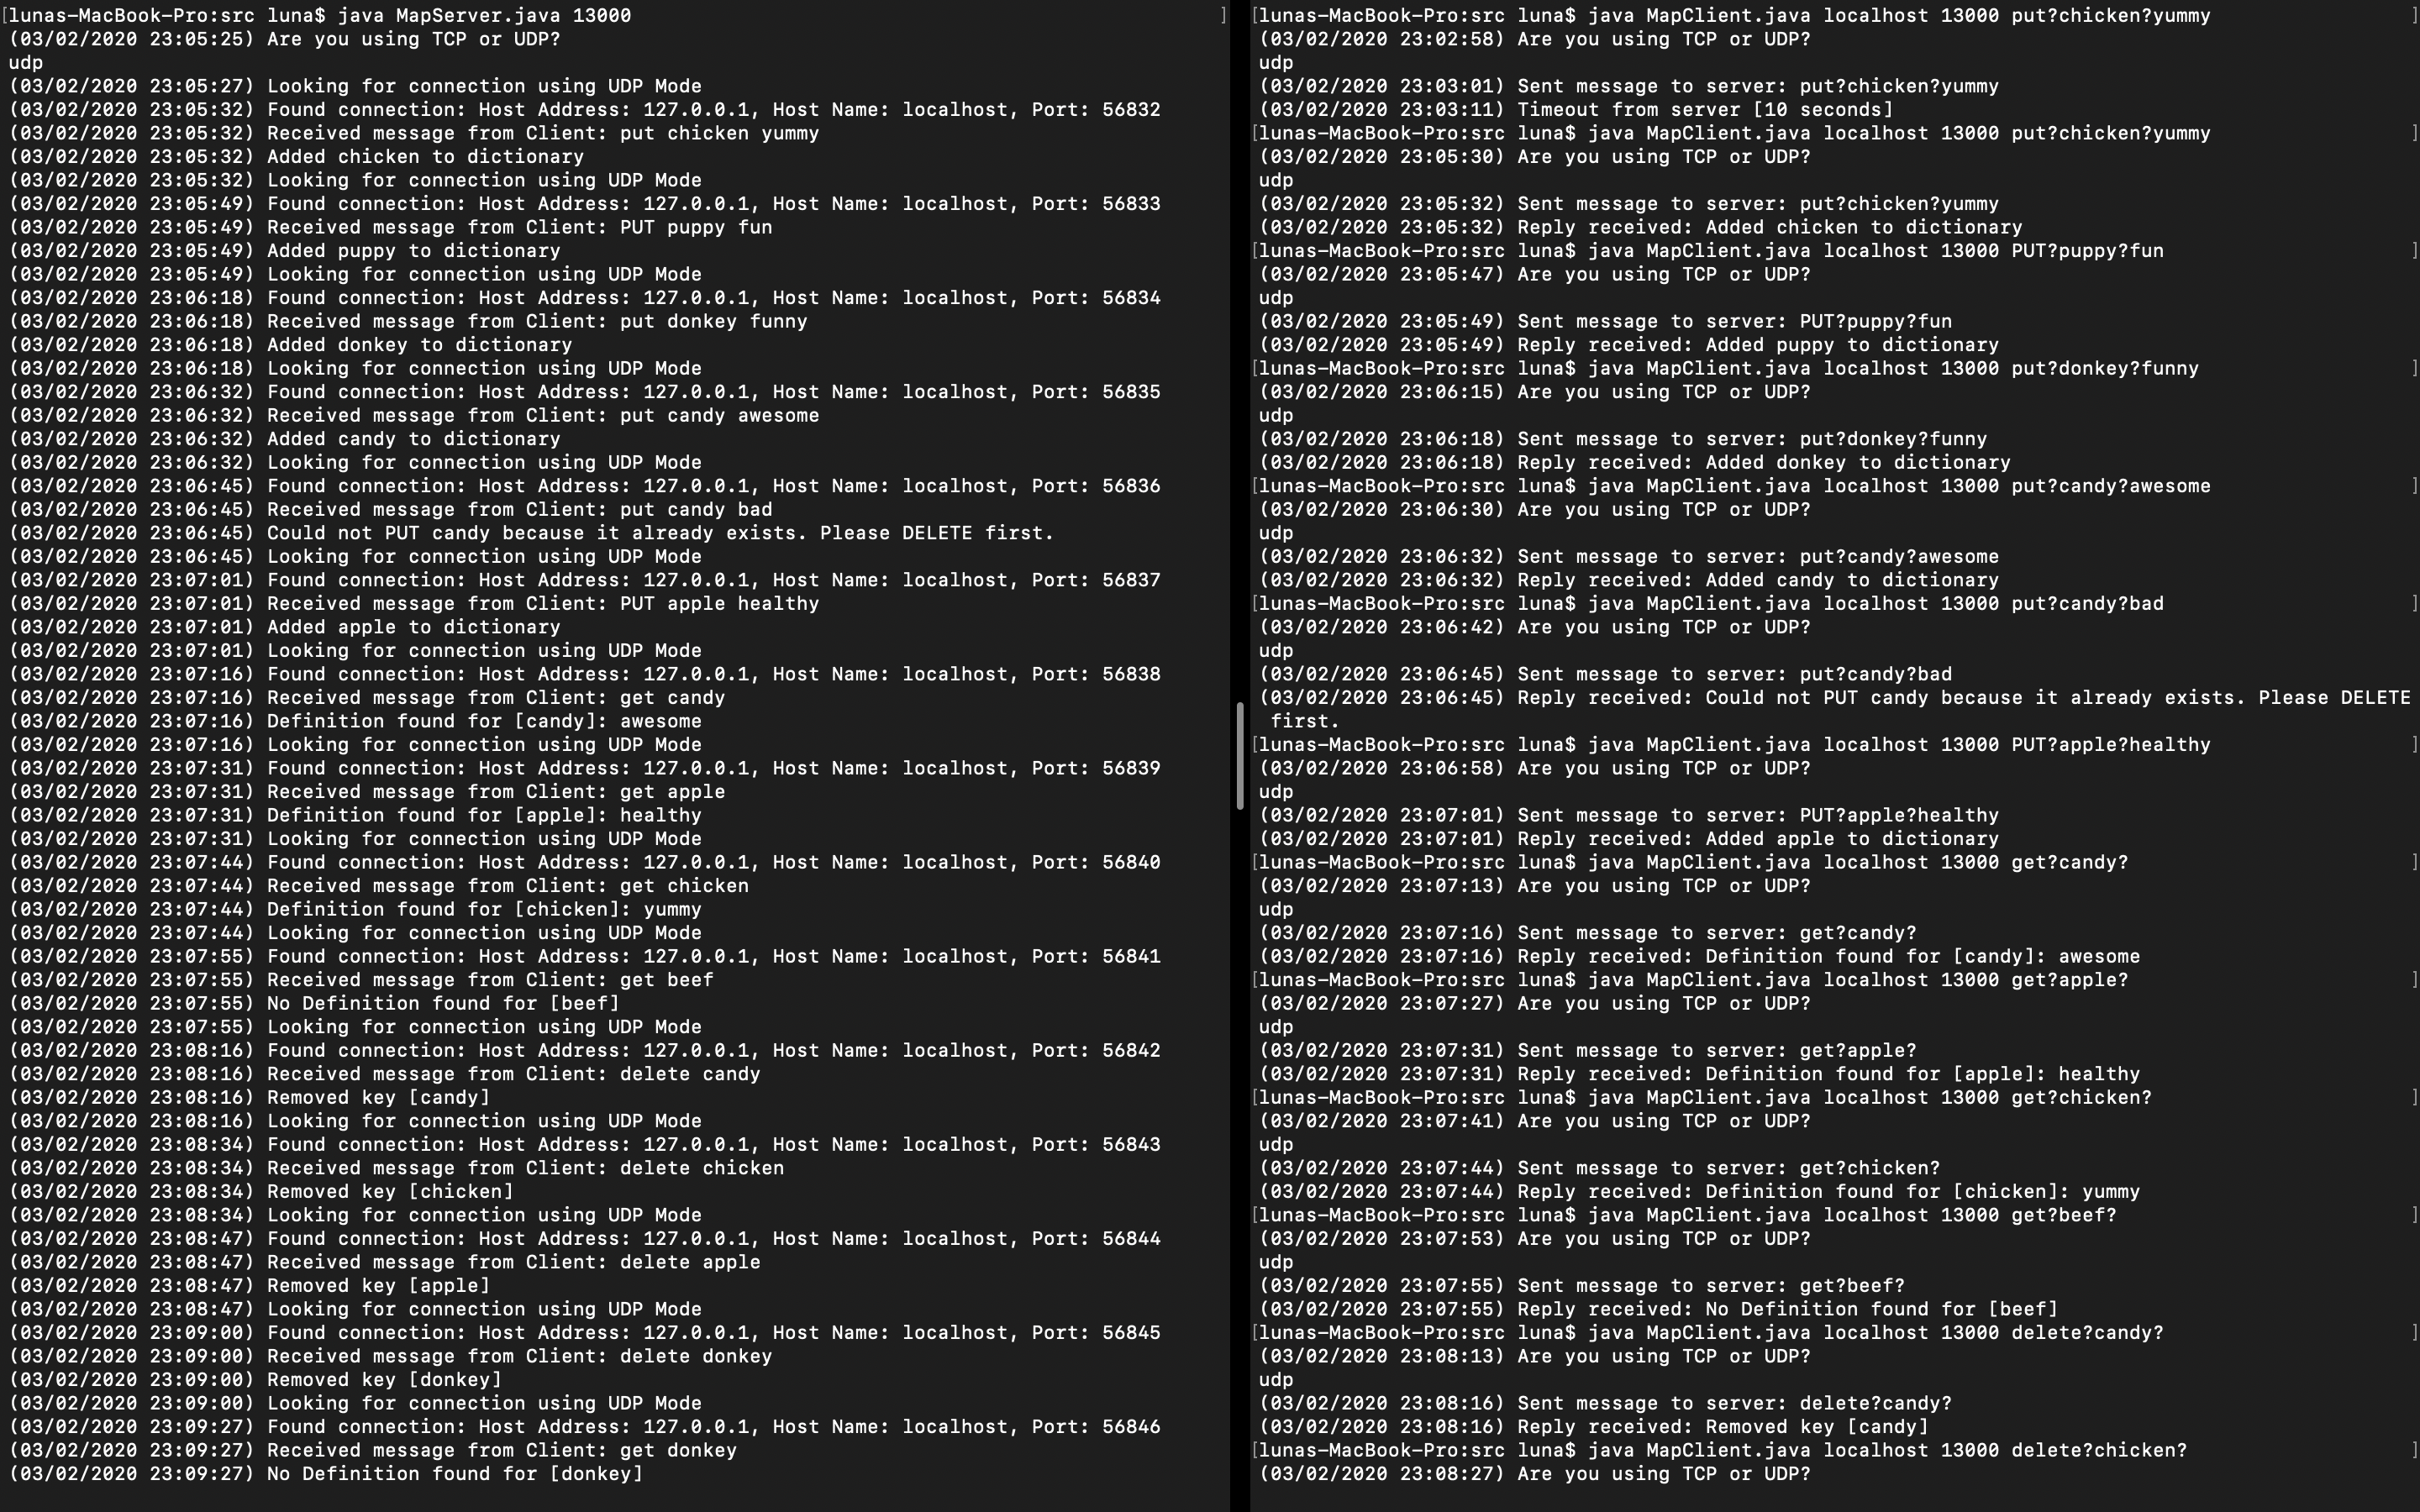 [lunas-MacBook-Pro:src luna$ java MapServer.java 13000 ]
(03/02/2020 23:05:25) Are you using TCP or UDP?
udp
(03/02/2020 23:05:27) Looking for connection using UDP Mode
(03/02/2020 23:05:32) Found connection: Host Address: 127.0.0.1, Host Name: localhost, Port: 56832
(03/02/2020 23:05:32) Received message from Client: put chicken yummy
(03/02/2020 23:05:32) Added chicken to dictionary
(03/02/2020 23:05:32) Looking for connection using UDP Mode
(03/02/2020 23:05:49) Found connection: Host Address: 127.0.0.1, Host Name: localhost, Port: 56833
(03/02/2020 23:05:49) Received message from Client: PUT puppy fun
(03/02/2020 23:05:49) Added puppy to dictionary
(03/02/2020 23:05:49) Looking for connection using UDP Mode
(03/02/2020 23:06:18) Found connection: Host Address: 127.0.0.1, Host Name: localhost, Port: 56834
(03/02/2020 23:06:18) Received message from Client: put donkey funny
(03/02/2020 23:06:18) Added donkey to dictionary
(03/02/2020 23:06:18) Looking for connection using UDP Mode
(03/02/2020 23:06:32) Found connection: Host Address: 127.0.0.1, Host Name: localhost, Port: 56835
(03/02/2020 23:06:32) Received message from Client: put candy awesome
(03/02/2020 23:06:32) Added candy to dictionary
(03/02/2020 23:06:32) Looking for connection using UDP Mode
(03/02/2020 23:06:45) Found connection: Host Address: 127.0.0.1, Host Name: localhost, Port: 56836
(03/02/2020 23:06:45) Received message from Client: put candy bad
(03/02/2020 23:06:45) Could not PUT candy because it already exists. Please DELETE first.
(03/02/2020 23:06:45) Looking for connection using UDP Mode
(03/02/2020 23:07:01) Found connection: Host Address: 127.0.0.1, Host Name: localhost, Port: 56837
(03/02/2020 23:07:01) Received message from Client: PUT apple healthy
(03/02/2020 23:07:01) Added apple to dictionary
(03/02/2020 23:07:01) Looking for connection using UDP Mode
(03/02/2020 23:07:16) Found connection: Host Address: 127.0.0.1, Host Name: localhost, Port: 56838
(03/02/2020 23:07:16) Received message from Client: get candy
(03/02/2020 23:07:16) Definition found for [candy]: awesome
(03/02/2020 23:07:16) Looking for connection using UDP Mode
(03/02/2020 23:07:31) Found connection: Host Address: 127.0.0.1, Host Name: localhost, Port: 56839
(03/02/2020 23:07:31) Received message from Client: get apple
(03/02/2020 23:07:31) Definition found for [apple]: healthy
(03/02/2020 23:07:31) Looking for connection using UDP Mode
(03/02/2020 23:07:44) Found connection: Host Address: 127.0.0.1, Host Name: localhost, Port: 56840
(03/02/2020 23:07:44) Received message from Client: get chicken
(03/02/2020 23:07:44) Definition found for [chicken]: yummy
(03/02/2020 23:07:44) Looking for connection using UDP Mode
(03/02/2020 23:07:55) Found connection: Host Address: 127.0.0.1, Host Name: localhost, Port: 56841
(03/02/2020 23:07:55) Received message from Client: get beef
(03/02/2020 23:07:55) No Definition found for [beef]
(03/02/2020 23:07:55) Looking for connection using UDP Mode
(03/02/2020 23:08:16) Found connection: Host Address: 127.0.0.1, Host Name: localhost, Port: 56842
(03/02/2020 23:08:16) Received message from Client: delete candy
(03/02/2020 23:08:16) Removed key [candy]
(03/02/2020 23:08:16) Looking for connection using UDP Mode
(03/02/2020 23:08:34) Found connection: Host Address: 127.0.0.1, Host Name: localhost, Port: 56843
(03/02/2020 23:08:34) Received message from Client: delete chicken
(03/02/2020 23:08:34) Removed key [chicken]
(03/02/2020 23:08:34) Looking for connection using UDP Mode
(03/02/2020 23:08:47) Found connection: Host Address: 127.0.0.1, Host Name: localhost, Port: 56844
(03/02/2020 23:08:47) Received message from Client: delete apple
(03/02/2020 23:08:47) Removed key [apple]
(03/02/2020 23:08:47) Looking for connection using UDP Mode
(03/02/2020 23:09:00) Found connection: Host Address: 127.0.0.1, Host Name: localhost, Port: 56845
(03/02/2020 23:09:00) Received message from Client: delete donkey
(03/02/2020 23:09:00) Removed key [donkey]
(03/02/2020 23:09:00) Looking for connection using UDP Mode
(03/02/2020 23:09:27) Found connection: Host Address: 127.0.0.1, Host Name: localhost, Port: 56846
(03/02/2020 23:09:27) Received message from Client: get donkey
(03/02/2020 23:09:27) No Definition found for [donkey]
[lunas-MacBook-Pro:src luna$ java MapClient.java localhost 13000 put?chicken?yummy ]
(03/02/2020 23:02:58) Are you using TCP or UDP?
udp
(03/02/2020 23:03:01) Sent message to server: put?chicken?yummy
(03/02/2020 23:03:11) Timeout from server [10 seconds]
[lunas-MacBook-Pro:src luna$ java MapClient.java localhost 13000 put?chicken?yummy ]
(03/02/2020 23:05:30) Are you using TCP or UDP?
udp
(03/02/2020 23:05:32) Sent message to server: put?chicken?yummy
(03/02/2020 23:05:32) Reply received: Added chicken to dictionary
[lunas-MacBook-Pro:src luna$ java MapClient.java localhost 13000 PUT?puppy?fun ]
(03/02/2020 23:05:47) Are you using TCP or UDP?
udp
(03/02/2020 23:05:49) Sent message to server: PUT?puppy?fun
(03/02/2020 23:05:49) Reply received: Added puppy to dictionary
[lunas-MacBook-Pro:src luna$ java MapClient.java localhost 13000 put?donkey?funny ]
(03/02/2020 23:06:15) Are you using TCP or UDP?
udp
(03/02/2020 23:06:18) Sent message to server: put?donkey?funny
(03/02/2020 23:06:18) Reply received: Added donkey to dictionary
[lunas-MacBook-Pro:src luna$ java MapClient.java localhost 13000 put?candy?awesome ]
(03/02/2020 23:06:30) Are you using TCP or UDP?
udp
(03/02/2020 23:06:32) Sent message to server: put?candy?awesome
(03/02/2020 23:06:32) Reply received: Added candy to dictionary
[lunas-MacBook-Pro:src luna$ java MapClient.java localhost 13000 put?candy?bad ]
(03/02/2020 23:06:42) Are you using TCP or UDP?
udp
(03/02/2020 23:06:45) Sent message to server: put?candy?bad
(03/02/2020 23:06:45) Reply received: Could not PUT candy because it already exists. Please DELETE
first.
[lunas-MacBook-Pro:src luna$ java MapClient.java localhost 13000 PUT?apple?healthy ]
(03/02/2020 23:06:58) Are you using TCP or UDP?
udp
(03/02/2020 23:07:01) Sent message to server: PUT?apple?healthy
(03/02/2020 23:07:01) Reply received: Added apple to dictionary
[lunas-MacBook-Pro:src luna$ java MapClient.java localhost 13000 get?candy? ]
(03/02/2020 23:07:13) Are you using TCP or UDP?
udp
(03/02/2020 23:07:16) Sent message to server: get?candy?
(03/02/2020 23:07:16) Reply received: Definition found for [candy]: awesome
[lunas-MacBook-Pro:src luna$ java MapClient.java localhost 13000 get?apple? ]
(03/02/2020 23:07:27) Are you using TCP or UDP?
udp
(03/02/2020 23:07:31) Sent message to server: get?apple?
(03/02/2020 23:07:31) Reply received: Definition found for [apple]: healthy
[lunas-MacBook-Pro:src luna$ java MapClient.java localhost 13000 get?chicken? ]
(03/02/2020 23:07:41) Are you using TCP or UDP?
udp
(03/02/2020 23:07:44) Sent message to server: get?chicken?
(03/02/2020 23:07:44) Reply received: Definition found for [chicken]: yummy
[lunas-MacBook-Pro:src luna$ java MapClient.java localhost 13000 get?beef? ]
(03/02/2020 23:07:53) Are you using TCP or UDP?
udp
(03/02/2020 23:07:55) Sent message to server: get?beef?
(03/02/2020 23:07:55) Reply received: No Definition found for [beef]
[lunas-MacBook-Pro:src luna$ java MapClient.java localhost 13000 delete?candy? ]
(03/02/2020 23:08:13) Are you using TCP or UDP?
udp
(03/02/2020 23:08:16) Sent message to server: delete?candy?
(03/02/2020 23:08:16) Reply received: Removed key [candy]
[lunas-MacBook-Pro:src luna$ java MapClient.java localhost 13000 delete?chicken? ]
(03/02/2020 23:08:27) Are you using TCP or UDP?